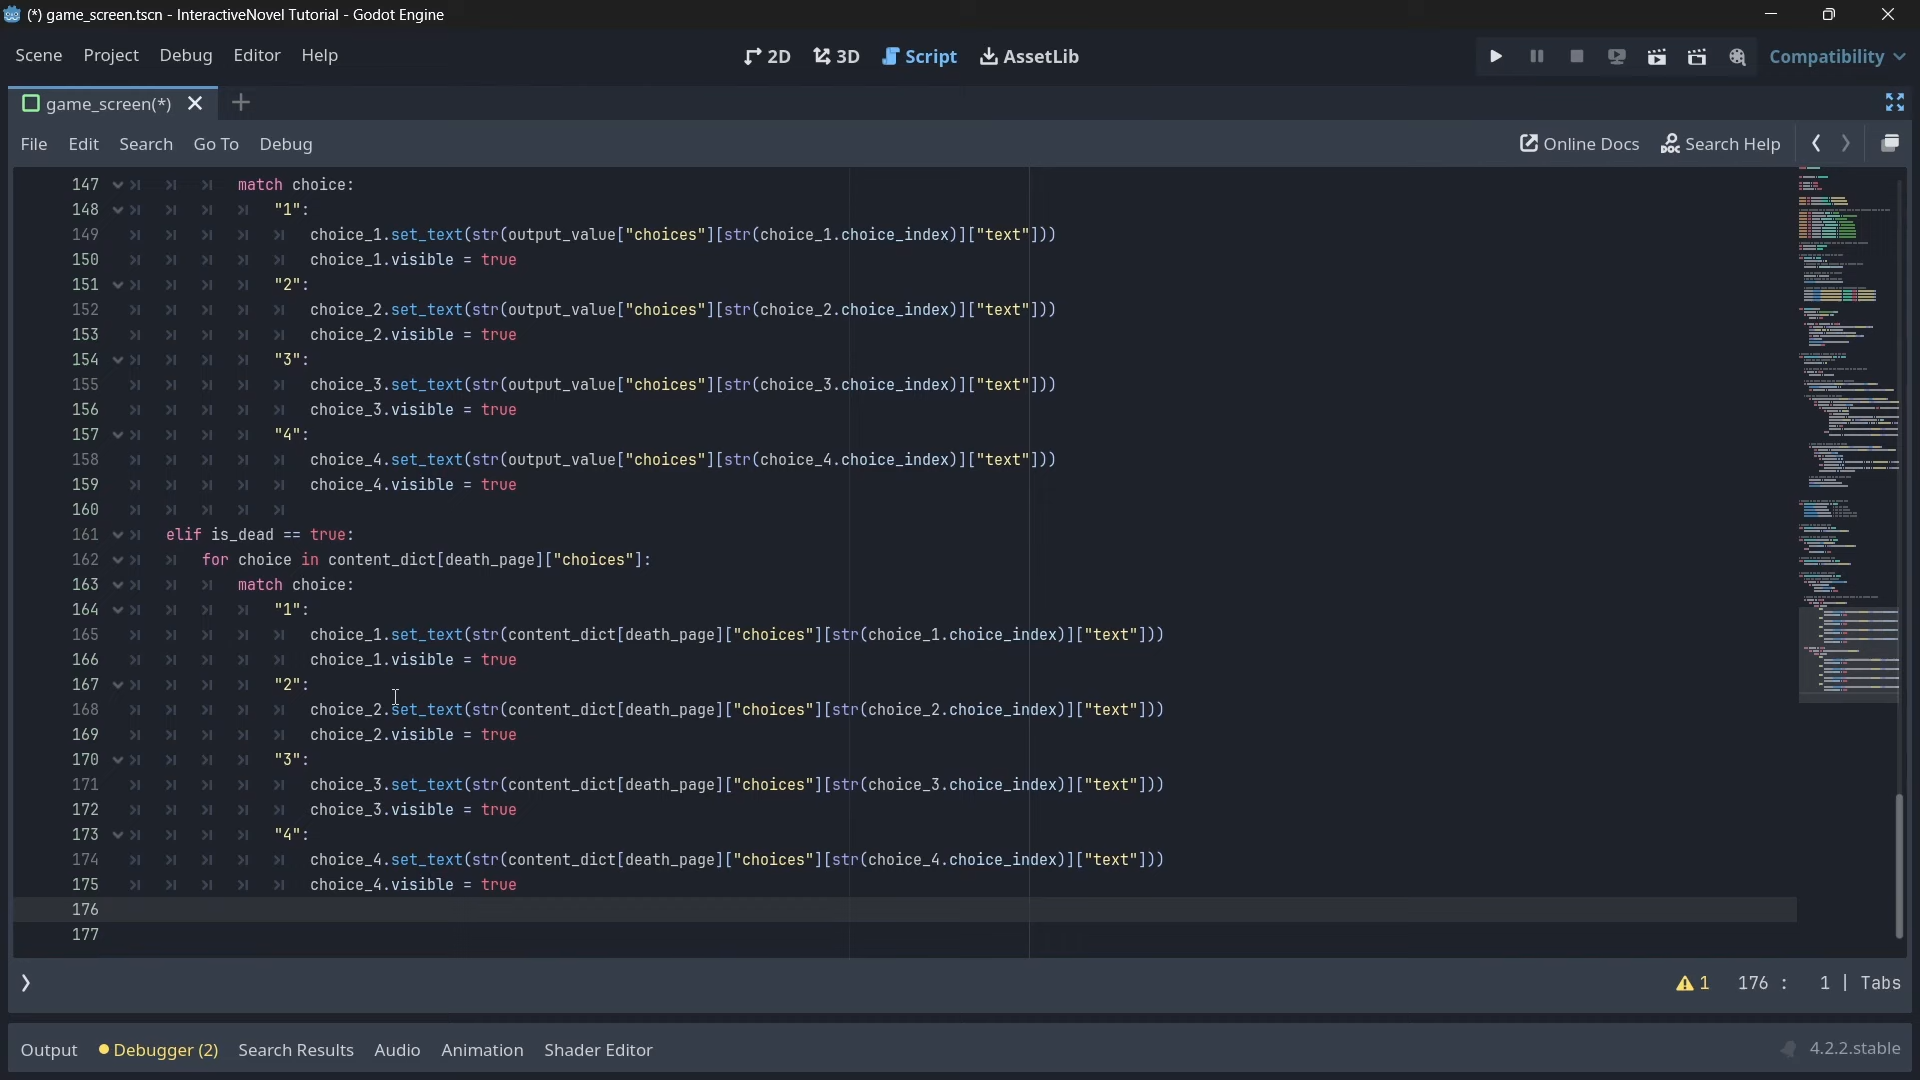 (*) game_screen.tscn - InteractiveNovel Tutorial - Godot Engine
Scene Project Debug Editor Help 2D 3D Script AssetLib Compatibility
game_screen(*)
File Edit Search Go To Debug Online Docs Search Help
147 match choice:
148 "1":
149 choice_1.set_text(str(output_value["choices"][str(choice_1.choice_index)]["text"]))
150 choice_1.visible = true
151 "2":
152 choice_2.set_text(str(output_value["choices"][str(choice_2.choice_index)]["text"]))
153 choice_2.visible = true
154 "3":
155 choice_3.set_text(str(output_value["choices"][str(choice_3.choice_index)]["text"]))
156 choice_3.visible = true
157 "4":
158 choice_4.set_text(str(output_value["choices"][str(choice_4.choice_index)]["text"]))
159 choice_4.visible = true
160
161 elif is_dead == true:
162 for choice in content_dict[death_page]["choices"]:
163 match choice:
164 "1":
165 choice_1.set_text(str(content_dict[death_page]["choices"][str(choice_1.choice_index)]["text"]))
166 choice_1.visible = true
167 "2":
168 choice_2.set_text(str(content_dict[death_page]["choices"][str(choice_2.choice_index)]["text"]))
169 choice_2.visible = true
170 "3":
171 choice_3.set_text(str(content_dict[death_page]["choices"][str(choice_3.choice_index)]["text"]))
172 choice_3.visible = true
173 "4":
174 choice_4.set_text(str(content_dict[death_page]["choices"][str(choice_4.choice_index)]["text"]))
175 choice_4.visible = true
176
177
1 176 : 1 | Tabs
Output Debugger (2) Search Results Audio Animation Shader Editor 4.2.2.stable